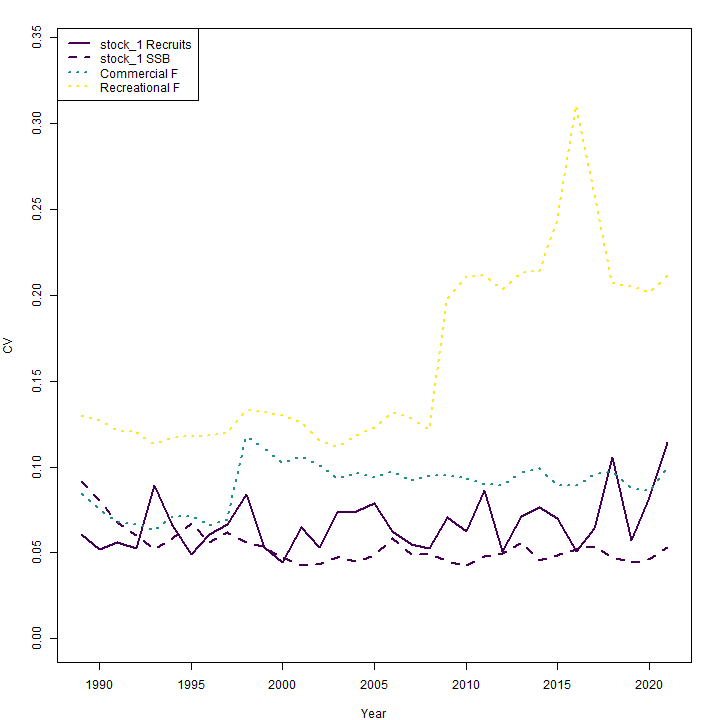 stock_1 Recruits
stock_1 SSB
Commercial F
Recreational F
0.35
0.30
0.25
0.20
0.15
0.10
0.05
0.00
CV
1990 1995 2000 2005 2010 2015 2020
Year